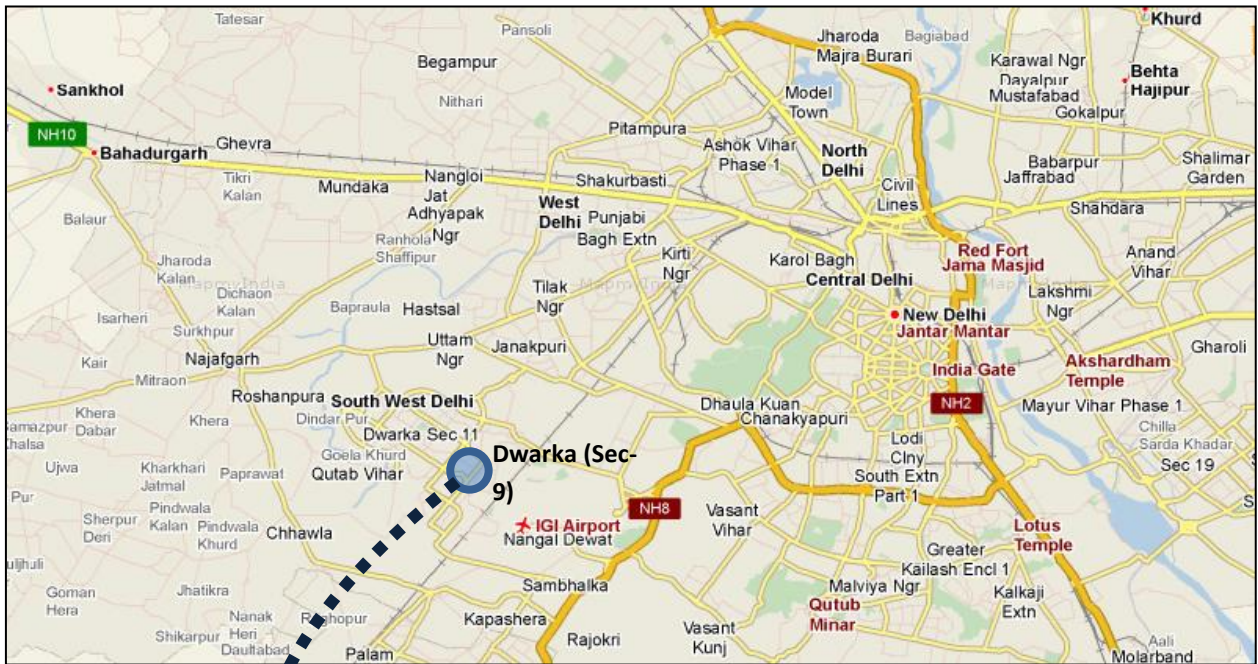 Tatesar
Pansoli
Jharoda
Majra Burari
Bagiabad
Khurd
Begampur
Karawal Ngr
Dayalpur
Mustafabad
Behta
Hajipur
Sankhol
Nithari
Model
Town
Gokalpur
NH10
Pitampura
Bahadurgarh
Ghevra
Ashok Vihar
Phase 1
North
Delhi
Babarpur
Jaffrabad
Shalimar
Garden
Tikri
Kalan
Mundaka
Nangloi
Jat
Shakurbasti
Civil
Lines
Adhyapak
Ngr
West
Delhi
Punjabi
Bagh Extn
Shahdara
Balaur
Ranhola
Shaffipur
Kirti
Ngr
Karol Bagh
Red Fort
Jama Masjid
Anand
Vihar
Jharoda
Kalan
MapmyIndia
Central Delhi
Dichaon
Kalan
Bapraula
Hastsal
Tilak
Ngr
MapmyIndia
Lakshmi
Ngr
Isarheri
Surkhpur
New Delhi
Jantar Mantar
Uttam
Ngr
Janakpuri
Gharoli
Kair
Najafgarh
Mitraon
India Gate
Akshardham
Temple
Roshanpura
South West Delhi
Dhaula Kuan
Chanakyapuri
NH2
Mayur Vihar Phase 1
Khera
Dabar
Khera
Dindar Pur
Dwarka Sec 11
Chilla
Sarda Khadar
Goela Khurd
Qutab Vihar
Dwarka (Sec-
9)
Lodi
Clny
South Extn
Part 1
Sec 19
Ujwa
Kharkhari
Jatmal
Paprawat
Pur
Pindwala
Kalan
Sherpur
Deri
Pindwala
Khurd
Chhawla
IGI Airport
Nangal Dewat
NH8
Vasant
Vihar
Lotus
Temple
Greater
Kailash Encl 1
Goman
Hera
Jhatikra
Sambhalka
Malviya Ngr
Kalkaji
Extn
Nanak
Heri
Kapashera
Qutub
Minar
Shikarpur
Daultabad
Palam
Rajokri
Vasant
Kunj
Aali
Molarband